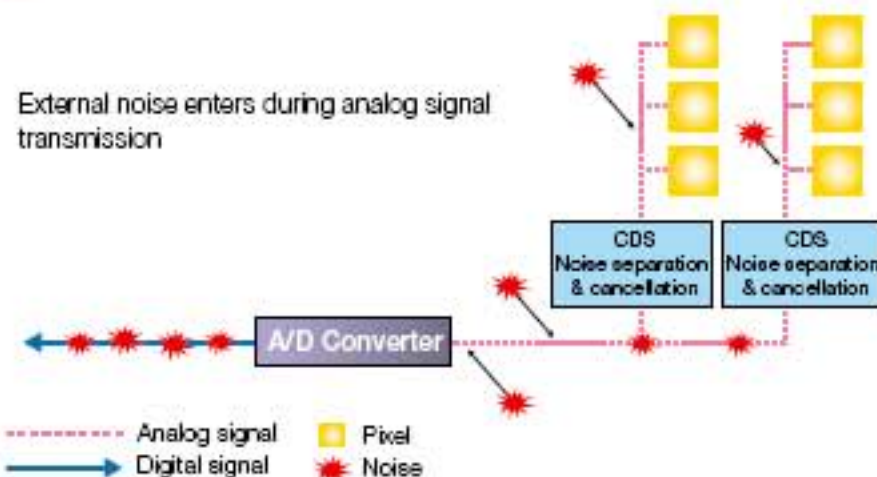 External noise enters during analog signal
transmission
CDS
Noise separation
& cancellation
CDS
Noise separation
& cancellation
A/D Converter
Analog signal
Pixel
Digital signal
Noise